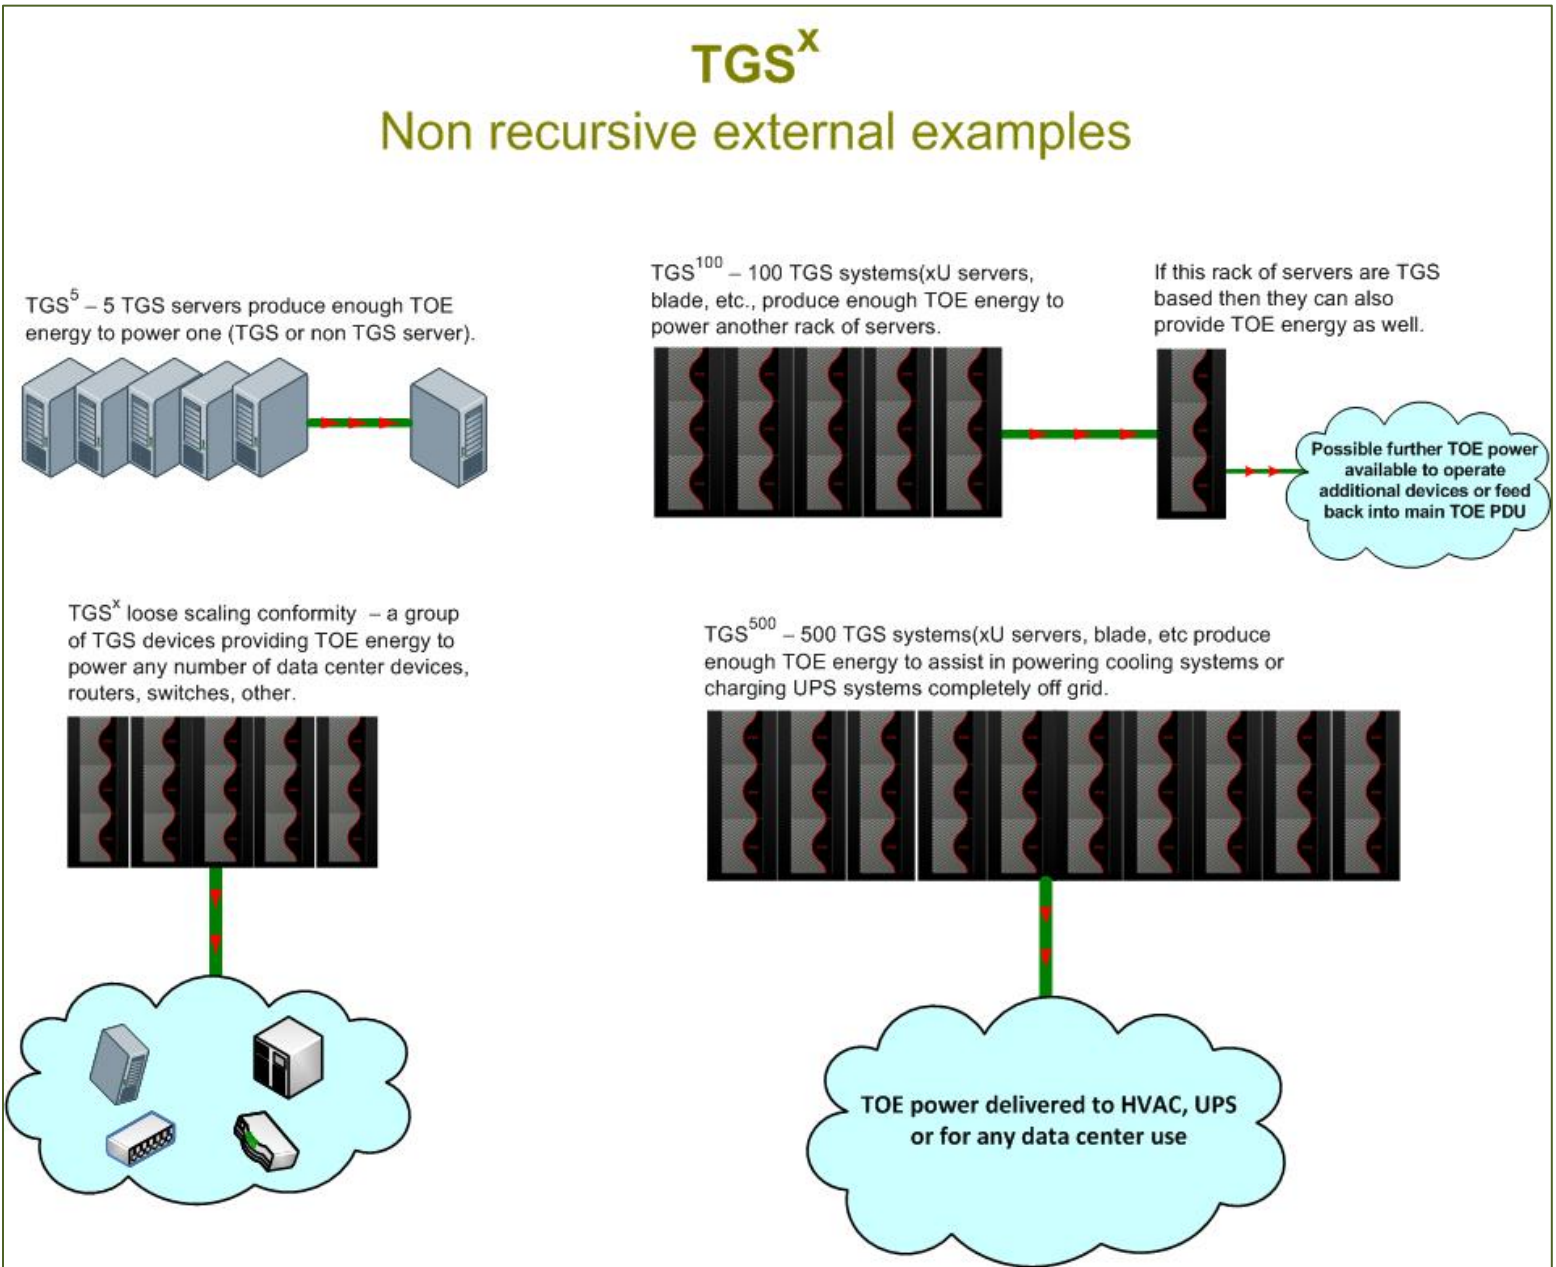 TGSˣ
Non recursive external examples
TGS⁵ – 5 TGS servers produce enough TOE
energy to power one (TGS or non TGS server).
TGS¹⁰⁰ – 100 TGS systems(xU servers,
blade, etc., produce enough TOE energy to
power another rack of servers.
If this rack of servers are TGS
based then they can also
provide TOE energy as well.
Possible further TOE power
available to operate
additional devices or feed
back into main TOE PDU
TGSˣ loose scaling conformity – a group
of TGS devices providing TOE energy to
power any number of data center devices,
routers, switches, other.
TGS⁵⁰⁰ – 500 TGS systems(xU servers, blade, etc produce
enough TOE energy to assist in powering cooling systems or
charging UPS systems completely off grid.
TOE power delivered to HVAC, UPS
or for any data center use